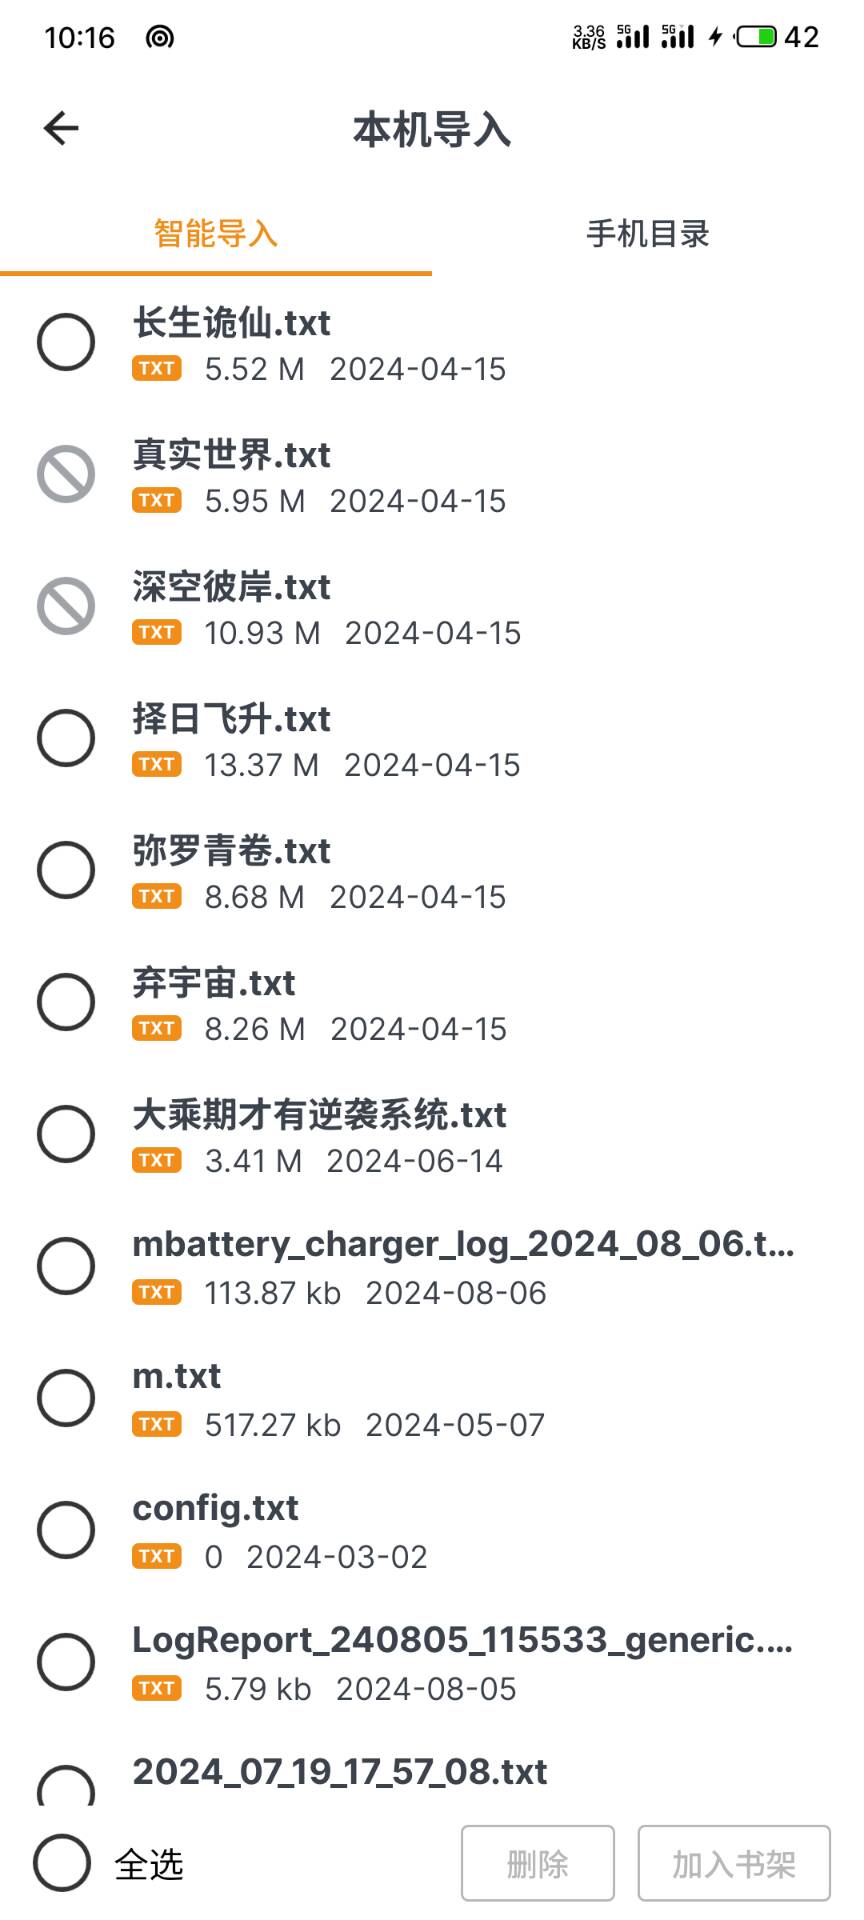 10:16 3.36 KB/S 5G 5G 42
本机导入
智能导入 手机目录
长生诡仙.txt
TXT 5.52 M 2024-04-15
真实世界.txt
TXT 5.95 M 2024-04-15
深空彼岸.txt
TXT 10.93 M 2024-04-15
择日飞升.txt
TXT 13.37 M 2024-04-15
弥罗青卷.txt
TXT 8.68 M 2024-04-15
弃宇宙.txt
TXT 8.26 M 2024-04-15
大乘期才有逆袭系统.txt
TXT 3.41 M 2024-06-14
mbattery_charger_log_2024_08_06.t...
TXT 113.87 kb 2024-08-06
m.txt
TXT 517.27 kb 2024-05-07
config.txt
TXT 0 2024-03-02
LogReport_240805_115533_generic....
TXT 5.79 kb 2024-08-05
2024_07_19_17_57_08.txt
全选 删除 加入书架